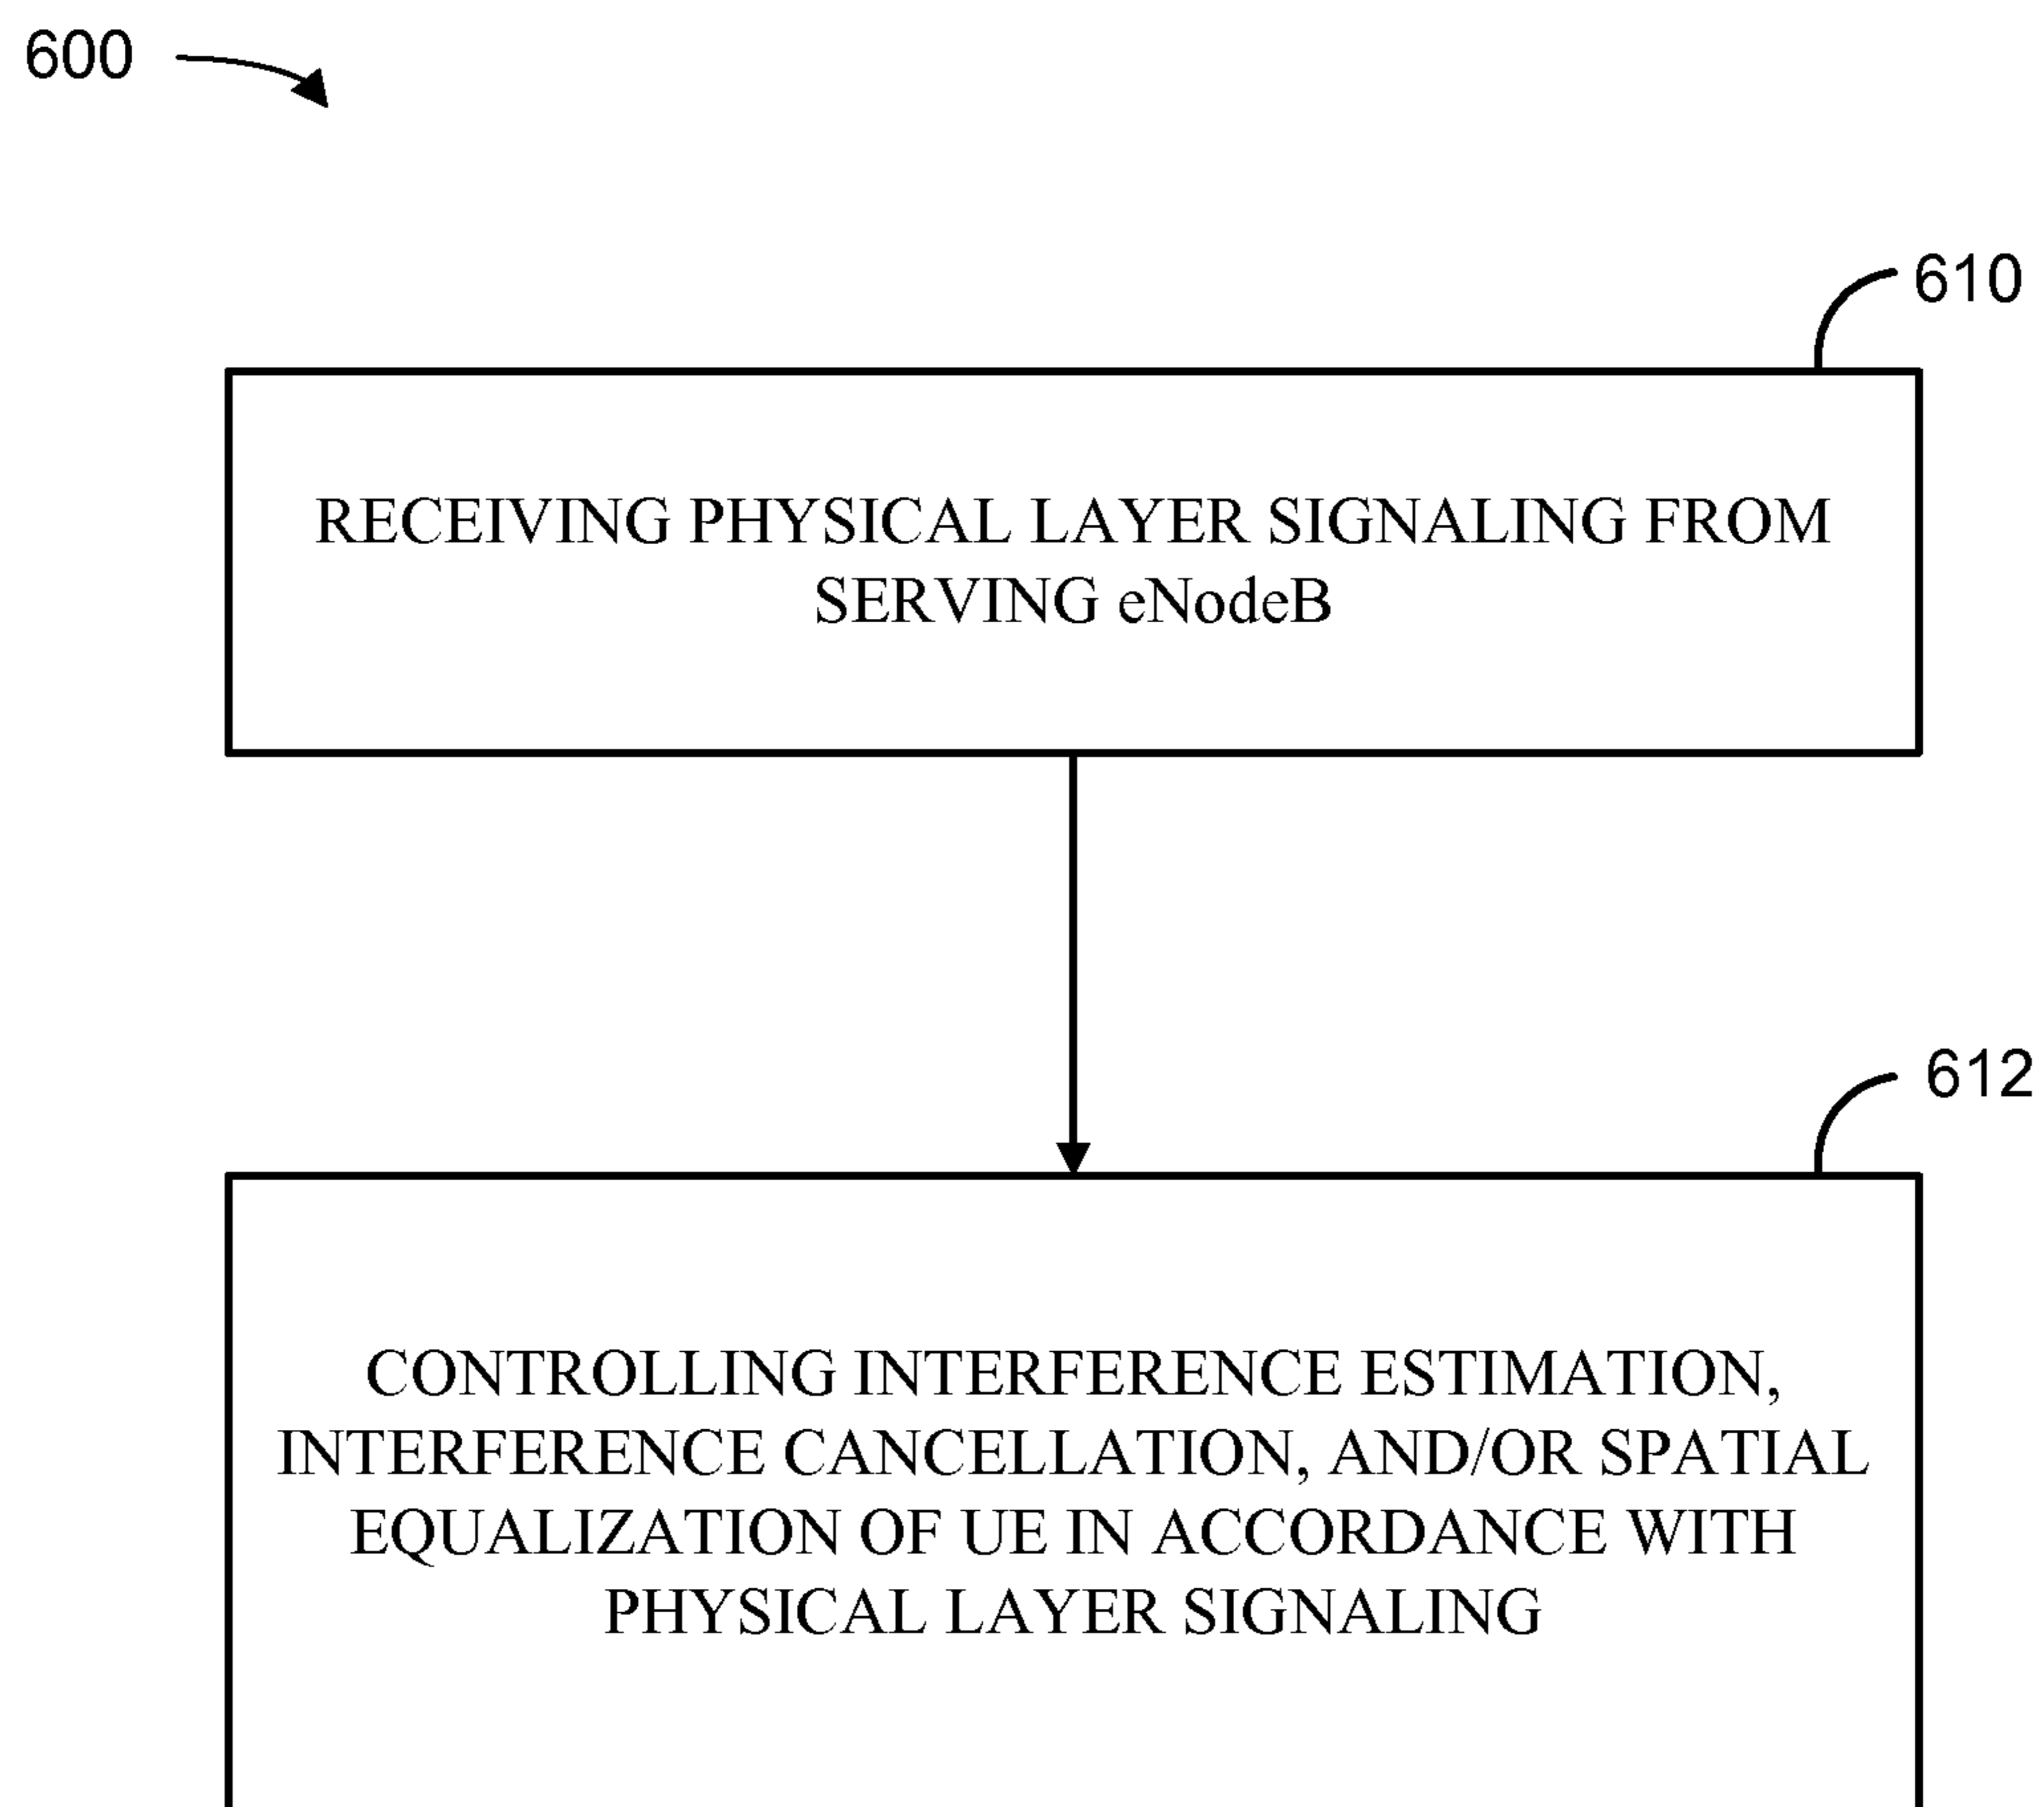 600
610
RECEIVING PHYSICAL LAYER SIGNALING FROM
SERVING eNodeB
612
CONTROLLING INTERFERENCE ESTIMATION,
INTERFERENCE CANCELLATION, AND/OR SPATIAL
EQUALIZATION OF UE IN ACCORDANCE WITH
PHYSICAL LAYER SIGNALING